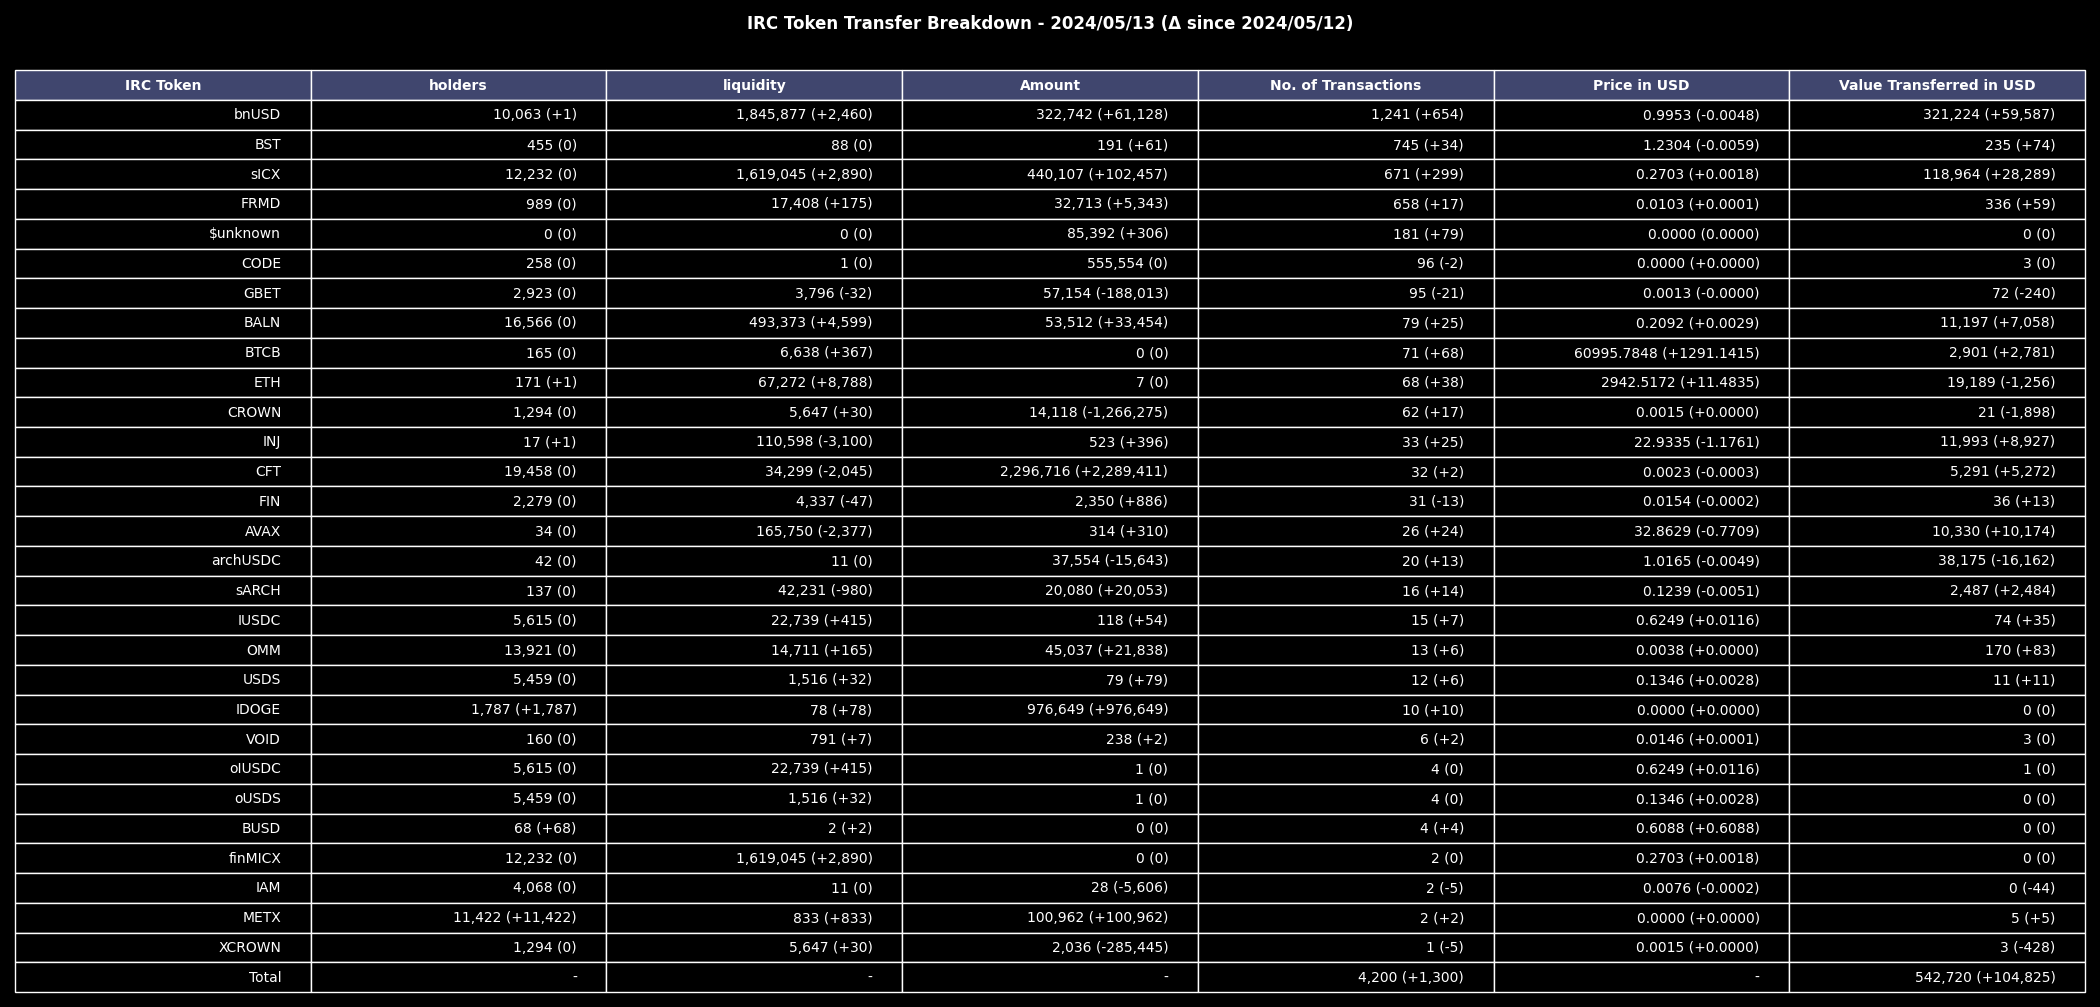 IRC Token Transfer Breakdown - 2024/05/13 (Δ since 2024/05/12)
IRC Token holders liquidity Amount No. of Transactions Price in USD Value Transferred in USD
bnUSD 10,063 (+1) 1,845,877 (+2,460) 322,742 (+61,128) 1,241 (+654) 0.9953 (-0.0048) 321,224 (+59,587)
BST 455 (0) 88 (0) 191 (+61) 745 (+34) 1.2304 (-0.0059) 235 (+74)
sICX 12,232 (0) 1,619,045 (+2,890) 440,107 (+102,457) 671 (+299) 0.2703 (+0.0018) 118,964 (+28,289)
FRMD 989 (0) 17,408 (+175) 32,713 (+5,343) 658 (+17) 0.0103 (+0.0001) 336 (+59)
$unknown 0 (0) 0 (0) 85,392 (+306) 181 (+79) 0.0000 (0.0000) 0 (0)
CODE 258 (0) 1 (0) 555,554 (0) 96 (-2) 0.0000 (+0.0000) 3 (0)
GBET 2,923 (0) 3,796 (-32) 57,154 (-188,013) 95 (-21) 0.0013 (-0.0000) 72 (-240)
BALN 16,566 (0) 493,373 (+4,599) 53,512 (+33,454) 79 (+25) 0.2092 (+0.0029) 11,197 (+7,058)
BTCB 165 (0) 6,638 (+367) 0 (0) 71 (+68) 60995.7848 (+1291.1415) 2,901 (+2,781)
ETH 171 (+1) 67,272 (+8,788) 7 (0) 68 (+38) 2942.5172 (+11.4835) 19,189 (-1,256)
CROWN 1,294 (0) 5,647 (+30) 14,118 (-1,266,275) 62 (+17) 0.0015 (+0.0000) 21 (-1,898)
INJ 17 (+1) 110,598 (-3,100) 523 (+396) 33 (+25) 22.9335 (-1.1761) 11,993 (+8,927)
CFT 19,458 (0) 34,299 (-2,045) 2,296,716 (+2,289,411) 32 (+2) 0.0023 (-0.0003) 5,291 (+5,272)
FIN 2,279 (0) 4,337 (-47) 2,350 (+886) 31 (-13) 0.0154 (-0.0002) 36 (+13)
AVAX 34 (0) 165,750 (-2,377) 314 (+310) 26 (+24) 32.8629 (-0.7709) 10,330 (+10,174)
archUSDC 42 (0) 11 (0) 37,554 (-15,643) 20 (+13) 1.0165 (-0.0049) 38,175 (-16,162)
sARCH 137 (0) 42,231 (-980) 20,080 (+20,053) 16 (+14) 0.1239 (-0.0051) 2,487 (+2,484)
IUSDC 5,615 (0) 22,739 (+415) 118 (+54) 15 (+7) 0.6249 (+0.0116) 74 (+35)
OMM 13,921 (0) 14,711 (+165) 45,037 (+21,838) 13 (+6) 0.0038 (+0.0000) 170 (+83)
USDS 5,459 (0) 1,516 (+32) 79 (+79) 12 (+6) 0.1346 (+0.0028) 11 (+11)
IDOGE 1,787 (+1,787) 78 (+78) 976,649 (+976,649) 10 (+10) 0.0000 (+0.0000) 0 (0)
VOID 160 (0) 791 (+7) 238 (+2) 6 (+2) 0.0146 (+0.0001) 3 (0)
oIUSDC 5,615 (0) 22,739 (+415) 1 (0) 4 (0) 0.6249 (+0.0116) 1 (0)
oUSDS 5,459 (0) 1,516 (+32) 1 (0) 4 (0) 0.1346 (+0.0028) 0 (0)
BUSD 68 (+68) 2 (+2) 0 (0) 4 (+4) 0.6088 (+0.6088) 0 (0)
finMICX 12,232 (0) 1,619,045 (+2,890) 0 (0) 2 (0) 0.2703 (+0.0018) 0 (0)
IAM 4,068 (0) 11 (0) 28 (-5,606) 2 (-5) 0.0076 (-0.0002) 0 (-44)
METX 11,422 (+11,422) 833 (+833) 100,962 (+100,962) 2 (+2) 0.0000 (+0.0000) 5 (+5)
XCROWN 1,294 (0) 5,647 (+30) 2,036 (-285,445) 1 (-5) 0.0015 (+0.0000) 3 (-428)
Total - - - 4,200 (+1,300) - 542,720 (+104,825)